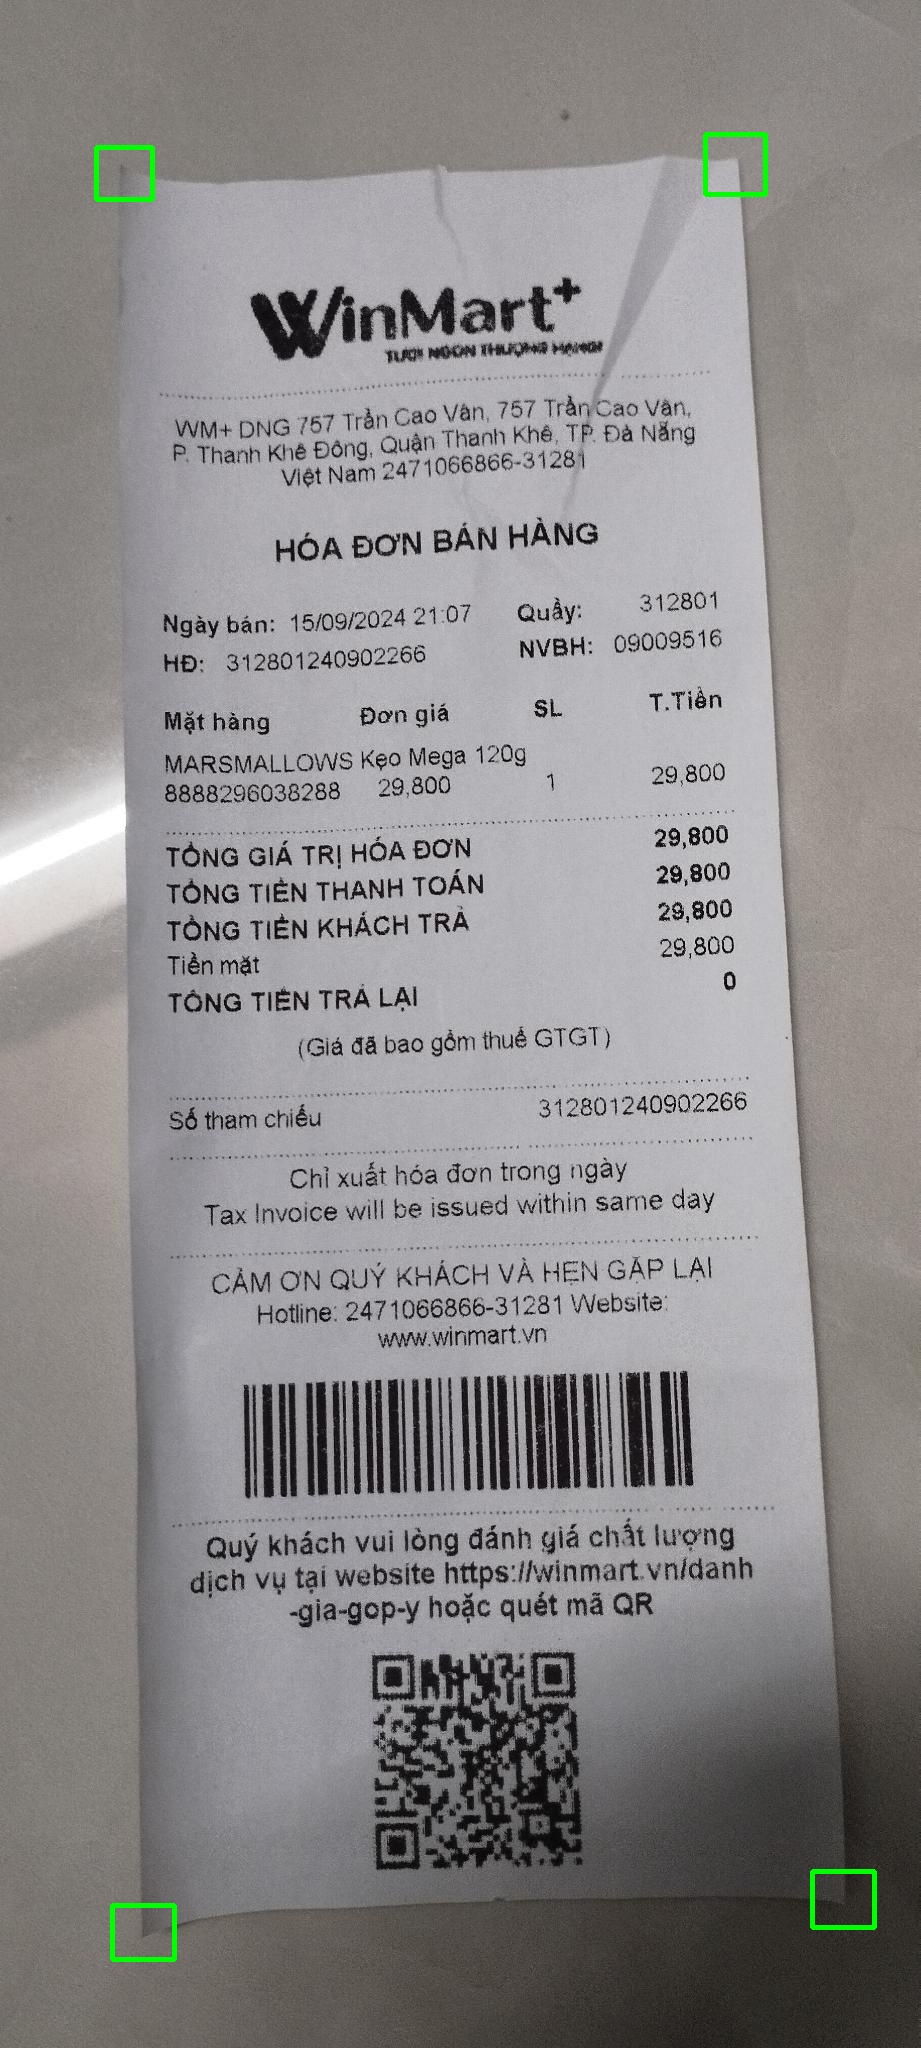 WinMart+
TƯƠI NGON THƯỢNG HẠNG
WM+ DNG 757 Trần Cao Vân, 757 Trần Cao Vân,
P. Thanh Khê Đông, Quận Thanh Khê, TP. Đà Nẵng
Việt Nam 2471066866-31281
HÓA ĐƠN BÁN HÀNG
Ngày bán: 15/09/2024 21:07 Quầy: 312801
HĐ: 312801240902266 NVBH: 09009516
Mặt hàng Đơn giá SL T.Tiền
MARSMALLOWS Kẹo Mega 120g
8888296038288 29,800 1 29,800
TỔNG GIÁ TRỊ HÓA ĐƠN 29,800
TỔNG TIỀN THANH TOÁN 29,800
TỔNG TIỀN KHÁCH TRẢ 29,800
Tiền mặt 29,800
TỔNG TIỀN TRẢ LẠI 0
(Giá đã bao gồm thuế GTGT)
Số tham chiếu 312801240902266
Chỉ xuất hóa đơn trong ngày
Tax Invoice will be issued within same day
CẢM ƠN QUÝ KHÁCH VÀ HẸN GẶP LẠI
Hotline: 2471066866-31281 Website:
www.winmart.vn
Quý khách vui lòng đánh giá chất lượng
dịch vụ tại website https://winmart.vn/danh
-gia-gop-y hoặc quét mã QR